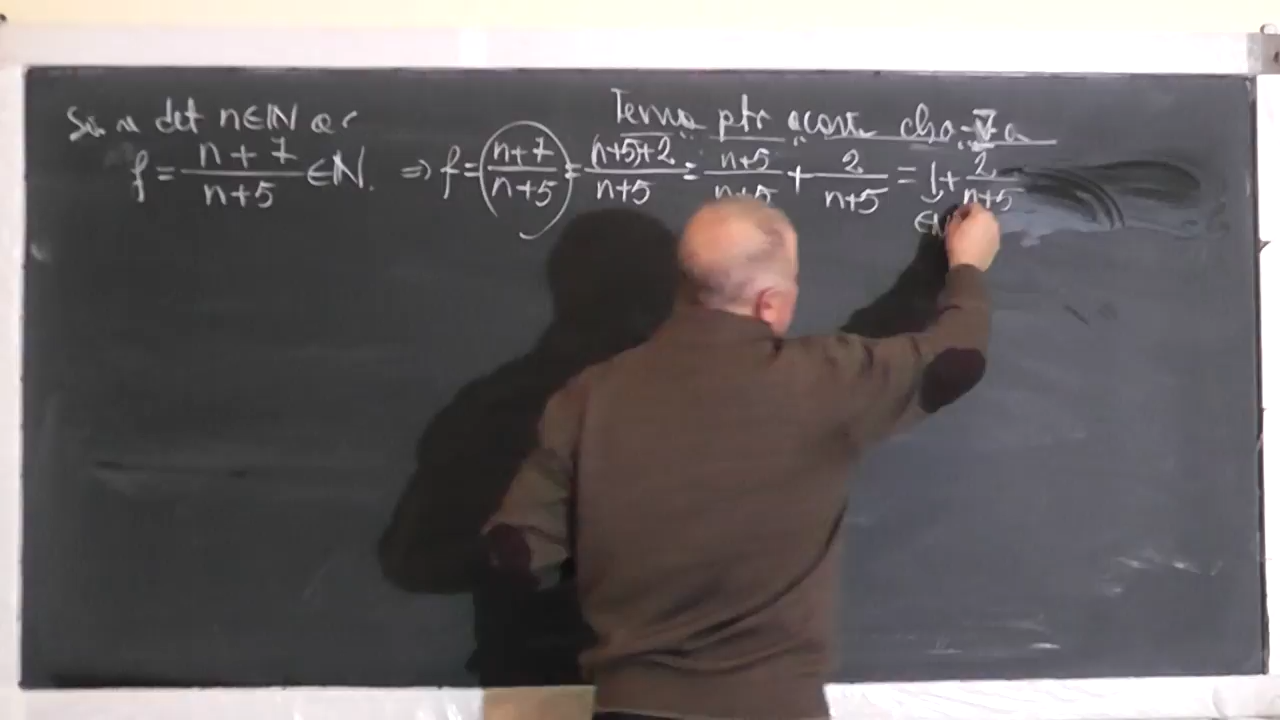 Tema ptr acasă cls. V a
Să se det n∈ℕ a.î.
f = (n+7)/(n+5) ∈ ℕ. ⇒ f = (n+7)/(n+5) = (n+5+2)/(n+5) = (n+5)/(n+5) + 2/(n+5) = 1 + 2/(n+5)
∈ℕ